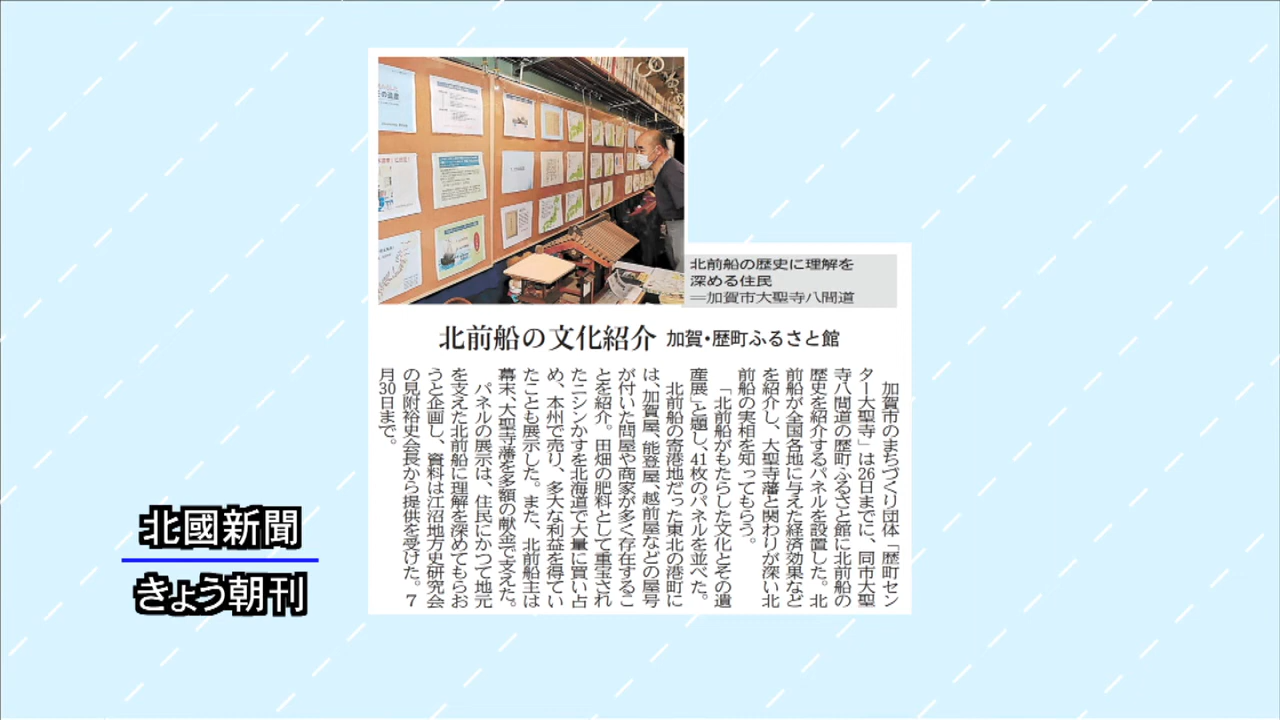 北前船の歴史に理解を
深める住民
＝加賀市大聖寺八間道
北前船の文化紹介 加賀・歴町ふるさと館
加賀市のまちづくり団体「歴町セン
ター大聖寺」は26日までに、同市大聖
寺八間道の歴町ふるさと館に北前船の
歴史を紹介するパネルを設置した。北
前船が全国各地に与えた経済効果など
を紹介し、大聖寺藩と関わりが深い北
前船の実相を知ってもらう。
「北前船がもたらした文化とその遺
産展」と題し、41枚のパネルを並べた。
北前船の寄港地だった東北の港町に
は、加賀屋、能登屋、越前屋などの屋号
が付いた問屋や商家が多く存在するこ
とを紹介。田畑の肥料として重宝され
たニシンかすを北海道で大量に買い占
め、本州で売り、多大な利益を得てい
たことも展示した。また、北前船主は
幕末、大聖寺藩を多額の献金で支えた。
パネルの展示は、住民にかつて地元
を支えた北前船に理解を深めてもらお
うと企画し、資料は江沼地方史研究会
の見附裕史会長から提供を受けた。7
月30日まで。
北國新聞
きょう朝刊